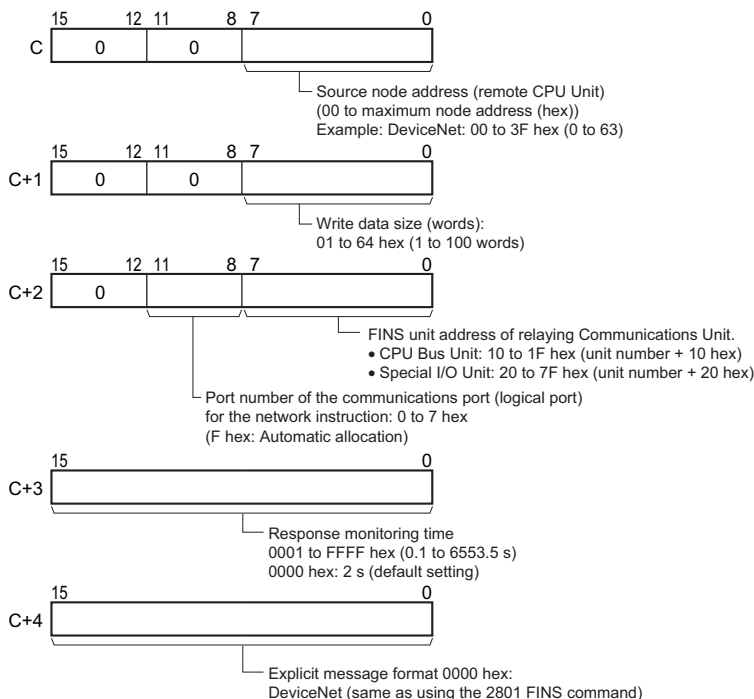 15 12 11 8 7 0
C 0 0
Source node address (remote CPU Unit)
(00 to maximum node address (hex))
Example: DeviceNet: 00 to 3F hex (0 to 63)
15 12 11 8 7 0
C+1 0 0
Write data size (words):
01 to 64 hex (1 to 100 words)
15 12 11 8 7 0
C+2 0
FINS unit address of relaying Communications Unit.
• CPU Bus Unit: 10 to 1F hex (unit number + 10 hex)
• Special I/O Unit: 20 to 7F hex (unit number + 20 hex)
Port number of the communications port (logical port)
for the network instruction: 0 to 7 hex
(F hex: Automatic allocation)
15 0
C+3
Response monitoring time
0001 to FFFF hex (0.1 to 6553.5 s)
0000 hex: 2 s (default setting)
15 0
C+4
Explicit message format 0000 hex:
DeviceNet (same as using the 2801 FINS command)